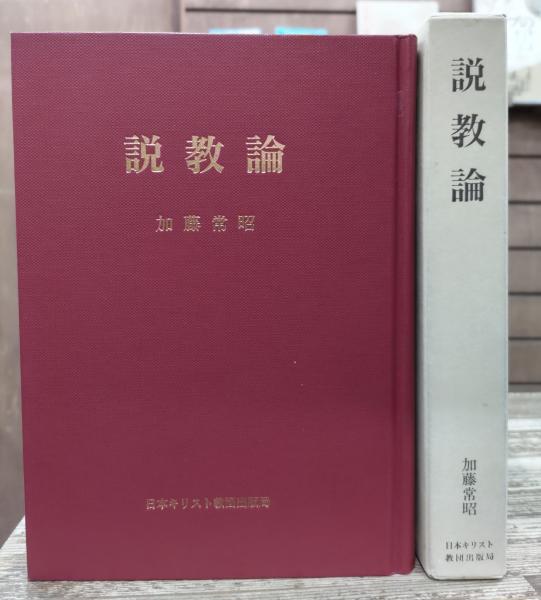 説教論
加藤常昭
日本キリスト教団出版局
説教論
加藤常昭
日本キリスト
教団出版局